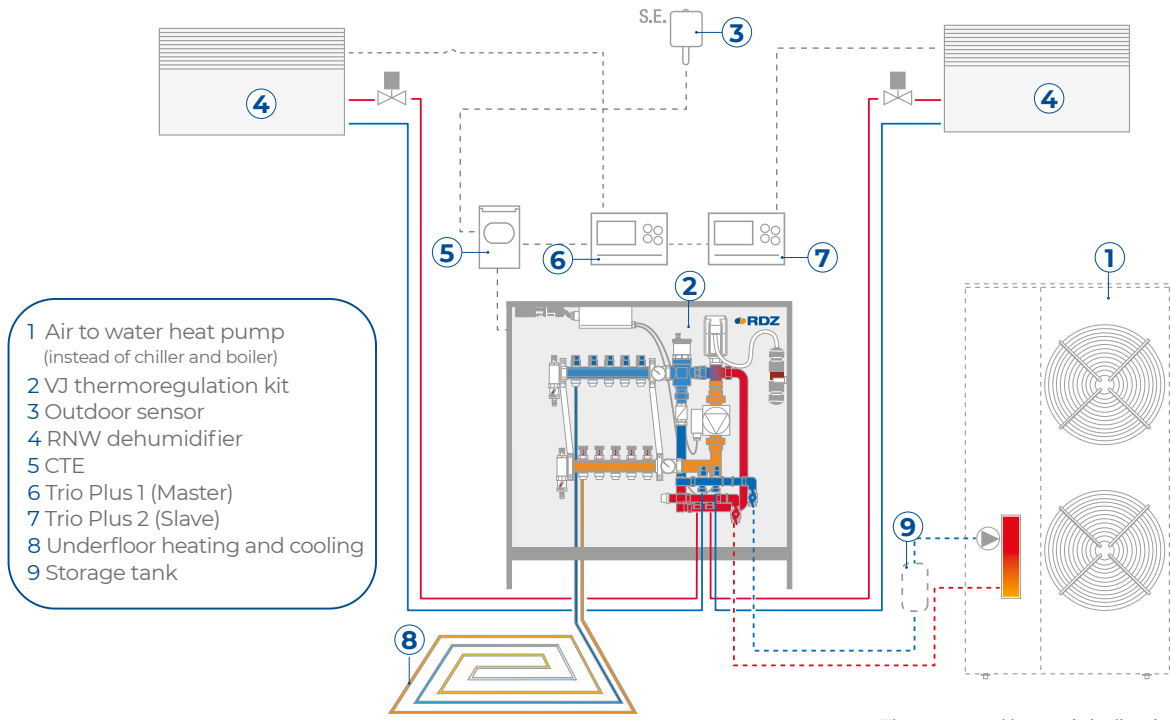 S.E.
3
4
4
5
6
7
2
1
RDZ
1 Air to water heat pump
(instead of chiller and boiler)
2 VJ thermoregulation kit
3 Outdoor sensor
4 RNW dehumidifier
5 CTE
6 Trio Plus 1 (Master)
7 Trio Plus 2 (Slave)
8 Underfloor heating and cooling
9 Storage tank
9
8